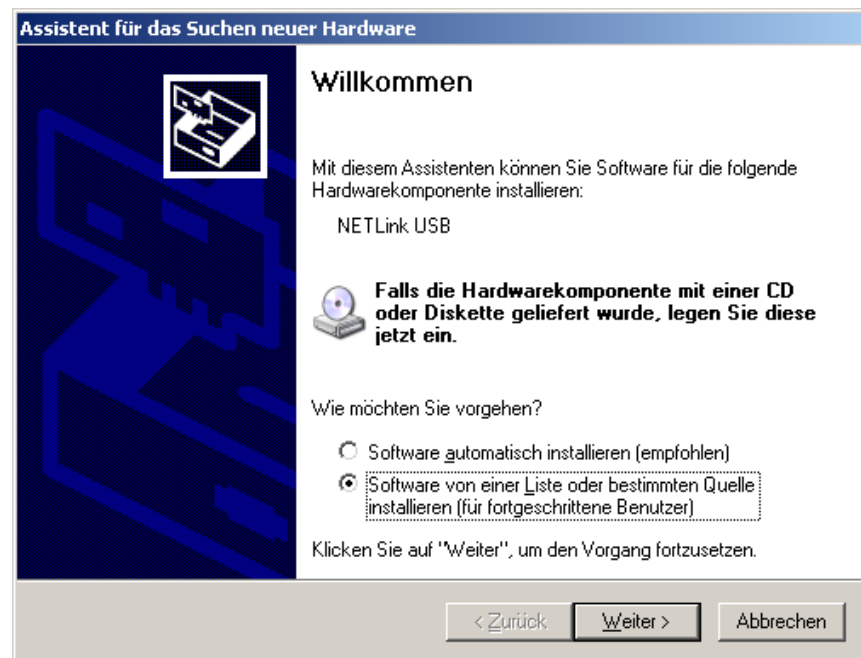 Assistent für das Suchen neuer Hardware
Willkommen
Mit diesem Assistenten können Sie Software für die folgende
Hardwarekomponente installieren:
NETLink USB
Falls die Hardwarekomponente mit einer CD
oder Diskette geliefert wurde, legen Sie diese
jetzt ein.
Wie möchten Sie vorgehen?
Software automatisch installieren (empfohlen)
Software von einer Liste oder bestimmten Quelle
installieren (für fortgeschrittene Benutzer)
Klicken Sie auf "Weiter", um den Vorgang fortzusetzen.
< Zurück Weiter > Abbrechen